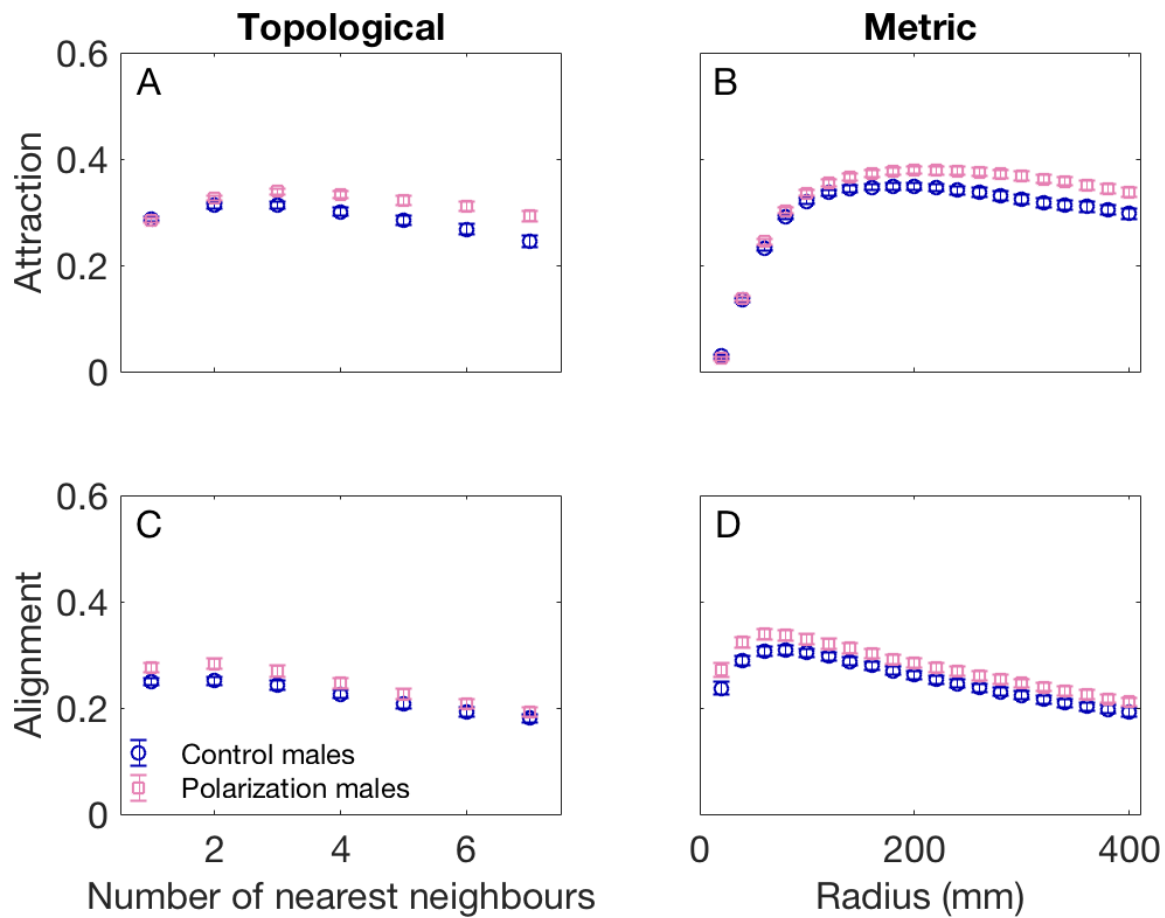 Topological
Metric
A
B
Attraction
0.6
0.4
0.2
0
C
D
Alignment
0.6
0.4
0.2
0
Control males
Polarization males
2 4 6
0 200 400
Number of nearest neighbours
Radius (mm)